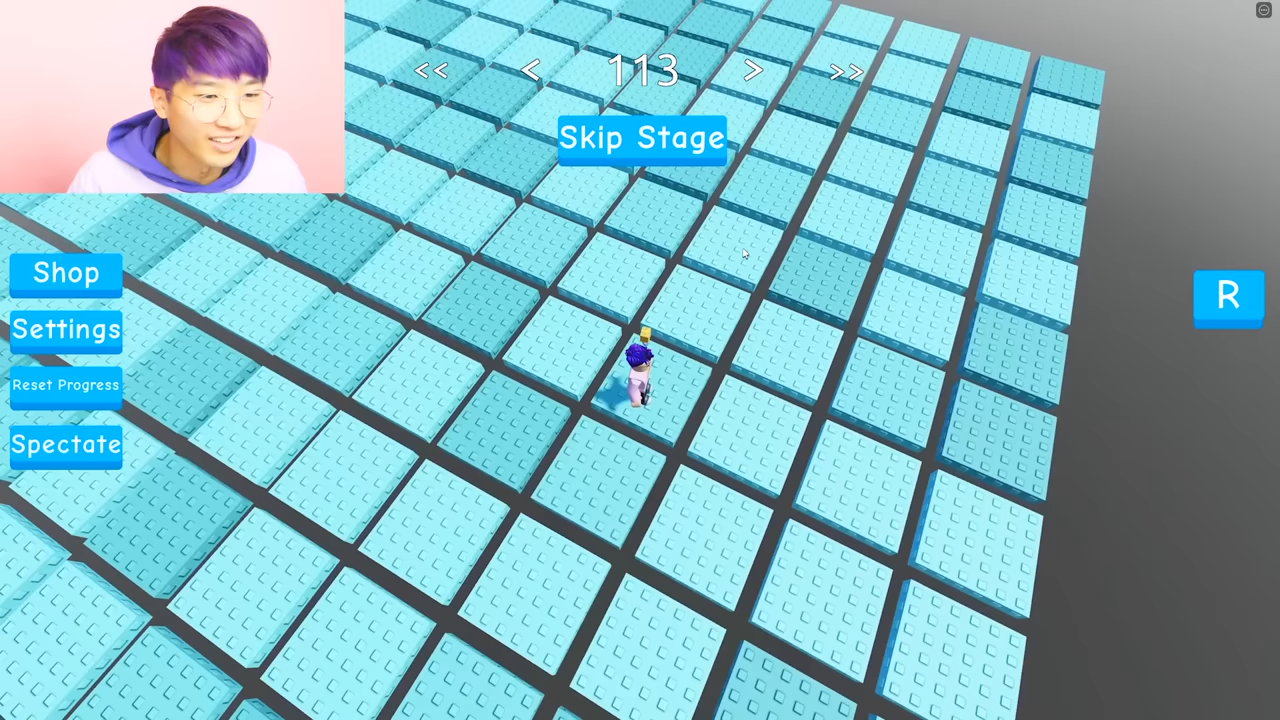 << < 113 > >>
Skip Stage
Shop
Settings
Reset Progress
Spectate
R